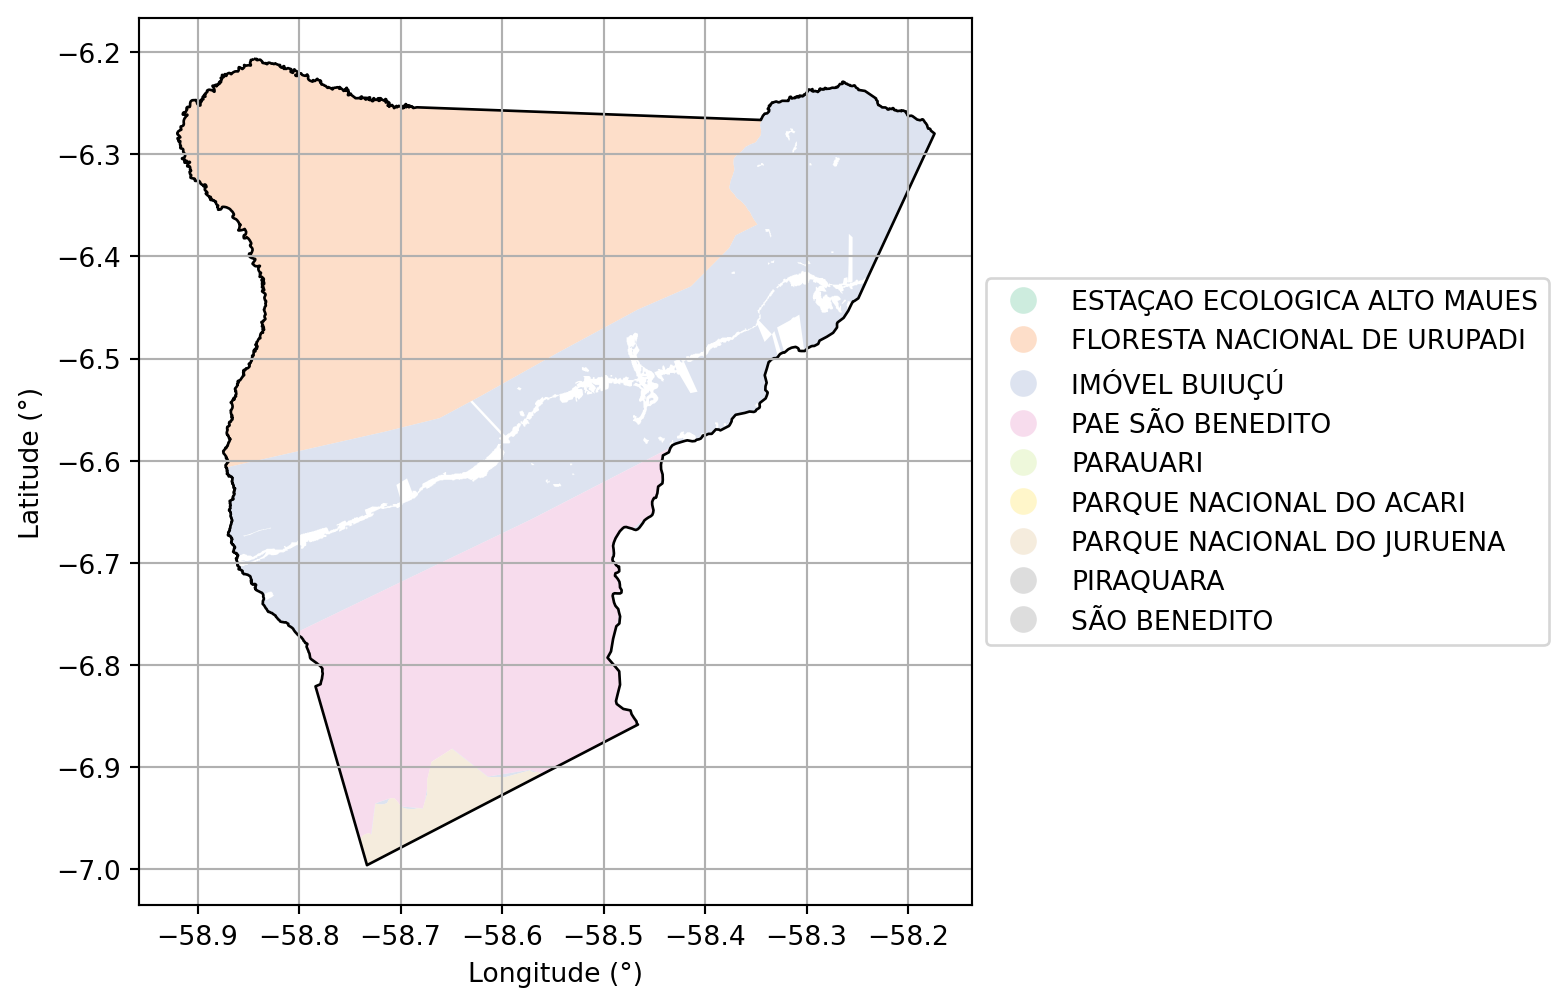 −6.2
−6.3
−6.4
−6.5
−6.6
−6.7
−6.8
−6.9
−7.0
Latitude (°)
−58.9 −58.8 −58.7 −58.6 −58.5 −58.4 −58.3 −58.2
Longitude (°)
ESTAÇAO ECOLOGICA ALTO MAUES
FLORESTA NACIONAL DE URUPADI
IMÓVEL BUIUÇÚ
PAE SÃO BENEDITO
PARAUARI
PARQUE NACIONAL DO ACARI
PARQUE NACIONAL DO JURUENA
PIRAQUARA
SÃO BENEDITO